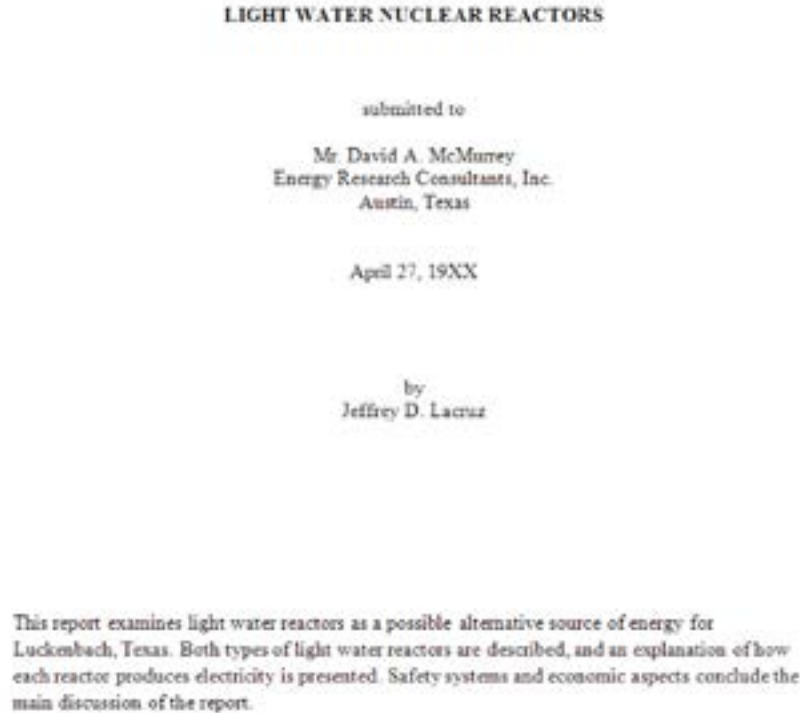 LIGHT WATER NUCLEAR REACTORS
submitted to
Mr. David A. McMurrey
Energy Research Consultants, Inc.
Austin, Texas
April 27, 19XX
by
Jeffrey D. Lacruz
This report examines light water reactors as a possible alternative source of energy for
Luckenbach, Texas. Both types of light water reactors are described, and an explanation of how
each reactor produces electricity is presented. Safety systems and economic aspects conclude the
main discussion of the report.